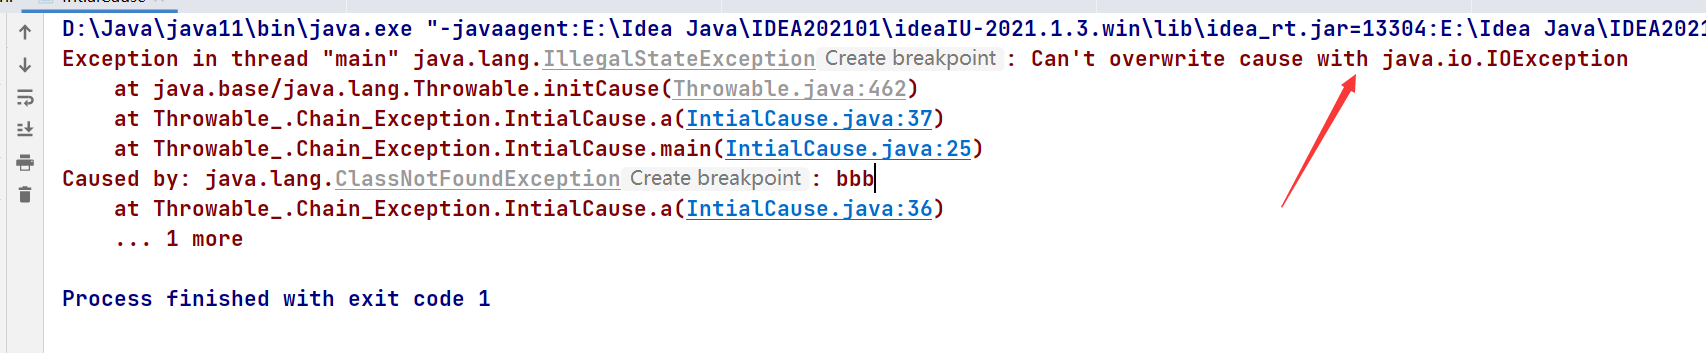 D:\Java\java11\bin\java.exe "-javaagent:E:\Idea Java\IDEA202101\ideaIU-2021.1.3.win\lib\idea_rt.jar=13304:E:\Idea Java\IDEA2021
Exception in thread "main" java.lang.IllegalStateException Create breakpoint : Can't overwrite cause with java.io.IOException
at java.base/java.lang.Throwable.initCause(Throwable.java:462)
at Throwable_.Chain_Exception.IntialCause.a(IntialCause.java:37)
at Throwable_.Chain_Exception.IntialCause.main(IntialCause.java:25)
Caused by: java.lang.ClassNotFoundException Create breakpoint : bbb
at Throwable_.Chain_Exception.IntialCause.a(IntialCause.java:36)
... 1 more
Process finished with exit code 1